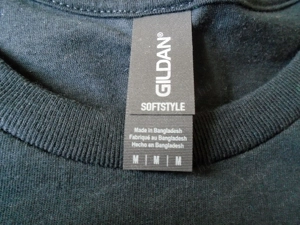 GILDAN®
SOFTSTYLE
Made in Bangladesh
Fabriqué au Bangladesh
Hecho en Bangladesh
M | M | M